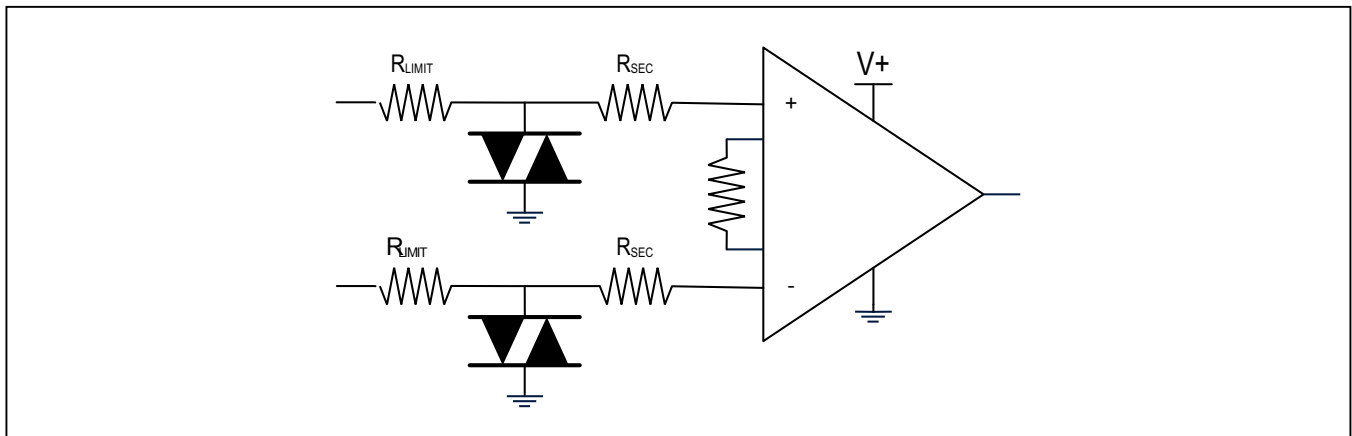 RLIMIT
RSEC
V+
+
RLIMIT
RSEC
-